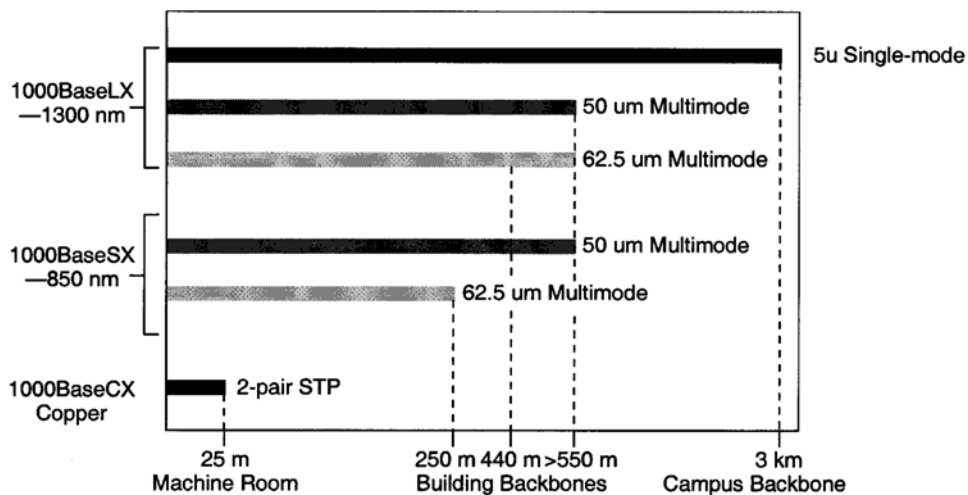 5u Single-mode
1000BaseLX
—1300 nm
50 um Multimode
62.5 um Multimode
1000BaseSX
—850 nm
50 um Multimode
62.5 um Multimode
1000BaseCX
Copper
2-pair STP
25 m
250 m 440 m >550 m
3 km
Machine Room
Building Backbones
Campus Backbone